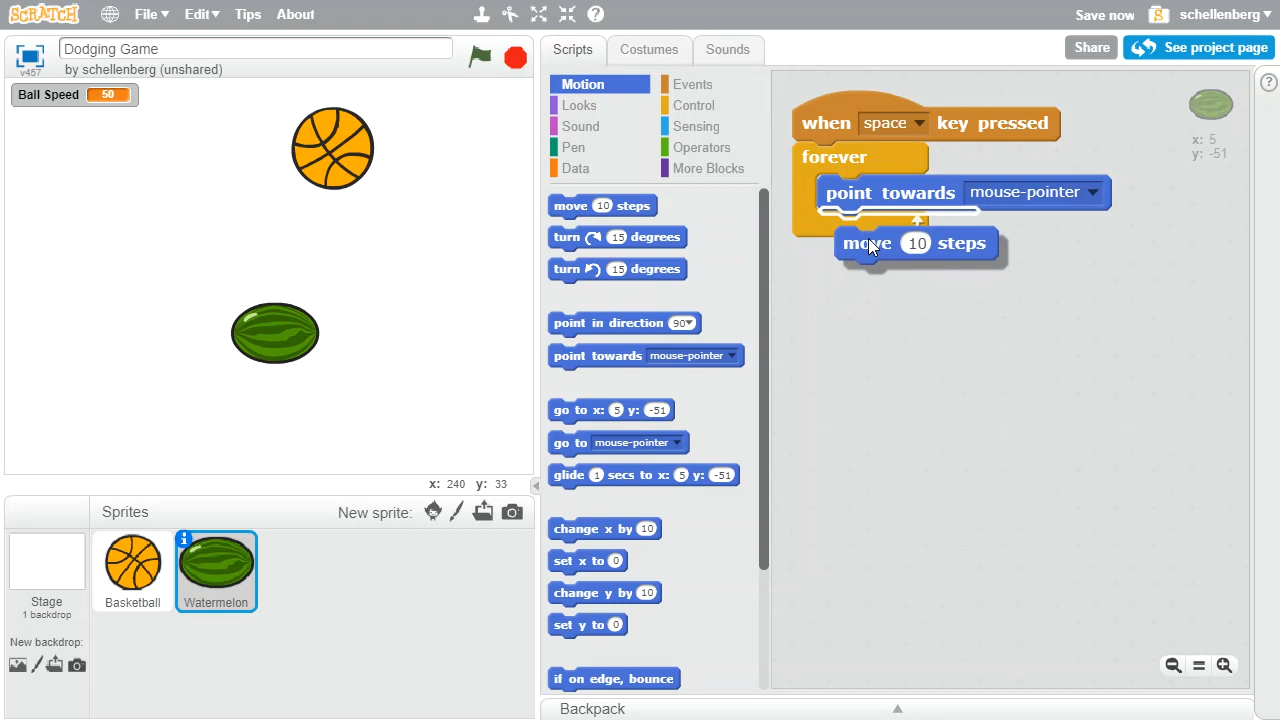 SCRATCH File Edit Tips About Save now schellenberg
v457 Dodging Game
by schellenberg (unshared)
Scripts Costumes Sounds Share See project page
Ball Speed 50
Motion Events
Looks Control
Sound Sensing
Pen Operators
Data More Blocks
move 10 steps
turn 15 degrees
turn 15 degrees
point in direction 90
point towards mouse-pointer
go to x: 5 y: -51
go to mouse-pointer
glide 1 secs to x: 5 y: -51
change x by 10
set x to 0
change y by 10
set y to 0
if on edge, bounce
when space key pressed
forever
point towards mouse-pointer
move 10 steps
x: 5
y: -51
x: 240 y: 33
Sprites New sprite:
Stage
1 backdrop
New backdrop:
Basketball
Watermelon
Backpack